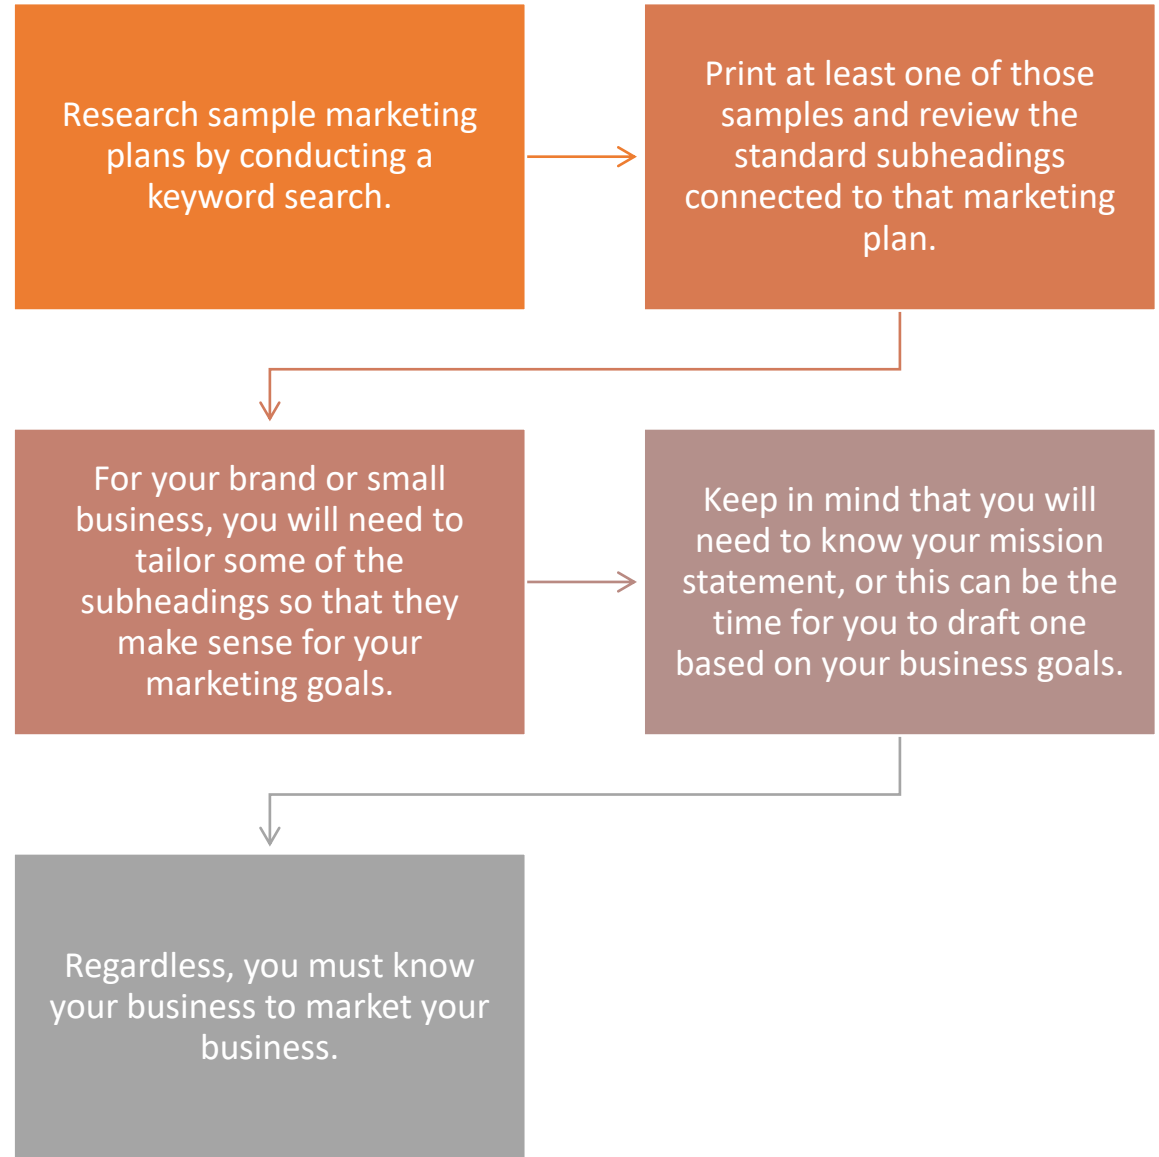 Research sample marketing
plans by conducting a
keyword search.
Print at least one of those
samples and review the
standard subheadings
connected to that marketing
plan.
For your brand or small
business, you will need to
tailor some of the
subheadings so that they
make sense for your
marketing goals.
Keep in mind that you will
need to know your mission
statement, or this can be the
time for you to draft one
based on your business goals.
Regardless, you must know
your business to market your
business.